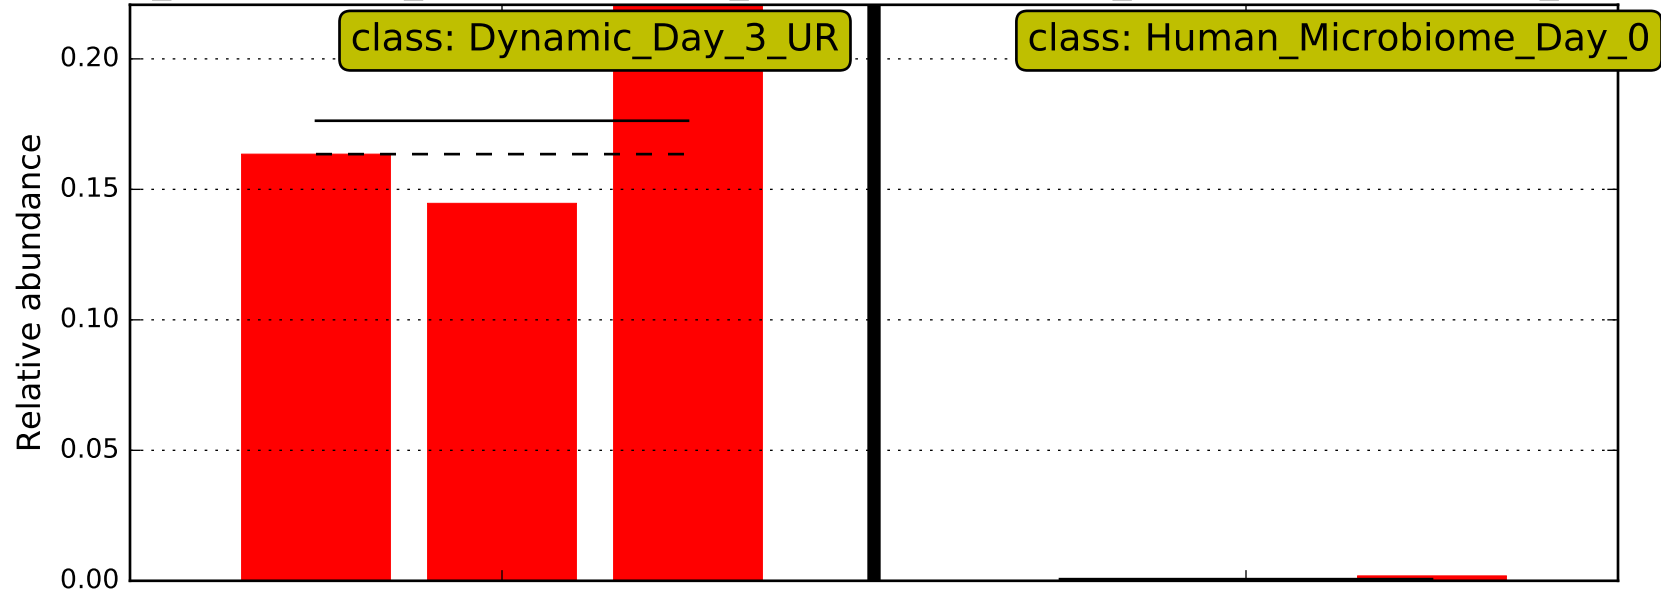 class: Dynamic_Day_3_UR
class: Human_Microbiome_Day_0
0.20
0.15
0.10
0.05
0.00
Relative abundance